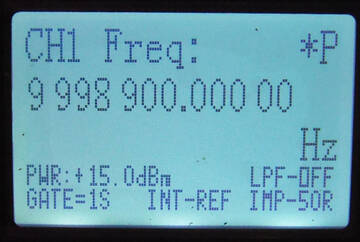 CH1 Freq: *P
9 998 900.000 00
Hz
PWR:+15.0dBm LPF-OFF
GATE=1S INT-REF IMP-50R